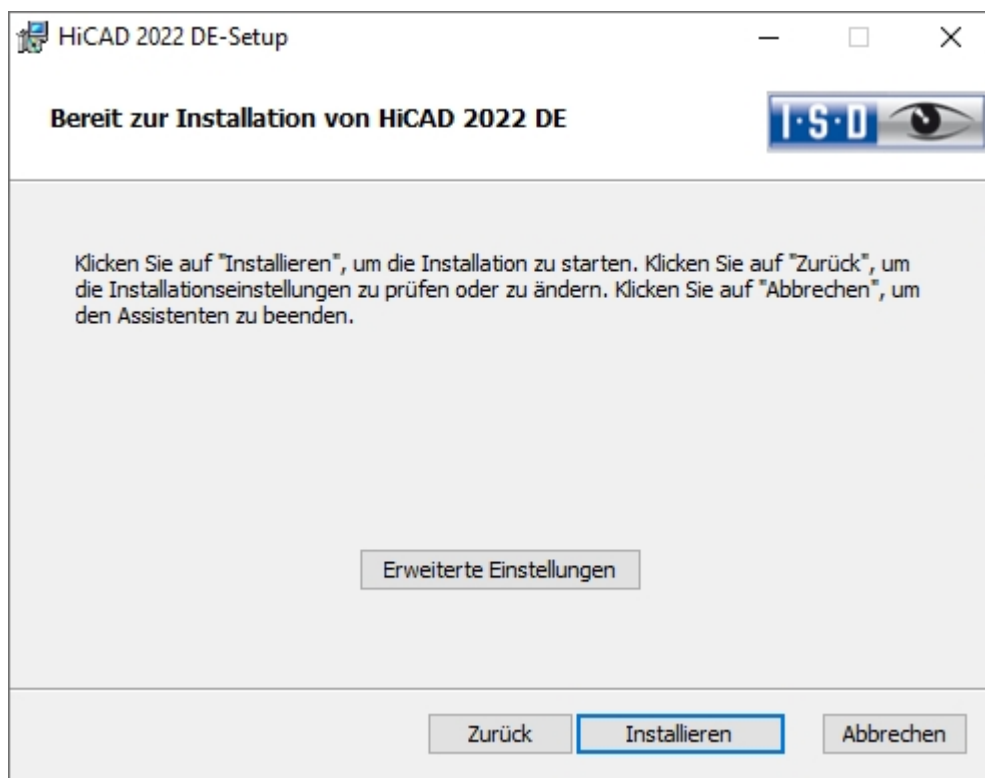 HiCAD 2022 DE-Setup
Bereit zur Installation von HiCAD 2022 DE
I·S·D
Klicken Sie auf "Installieren", um die Installation zu starten. Klicken Sie auf "Zurück", um
die Installationseinstellungen zu prüfen oder zu ändern. Klicken Sie auf "Abbrechen", um
den Assistenten zu beenden.
Erweiterte Einstellungen
Zurück Installieren Abbrechen